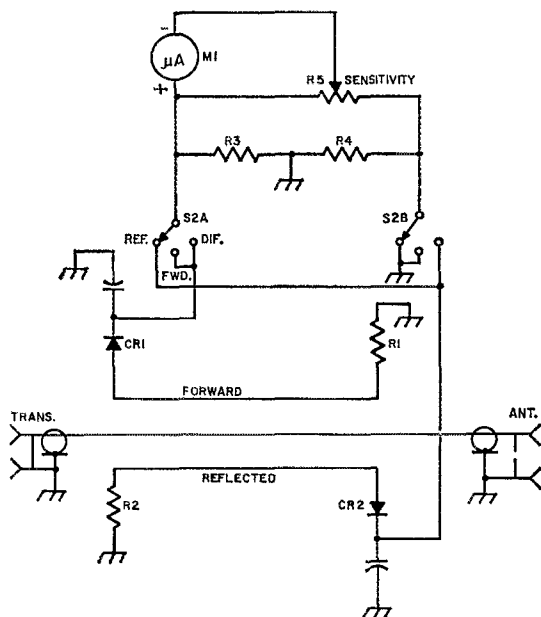 -
μA
M1
+
R5 SENSITIVITY
R3
R4
S2A
S2B
REF.
DIF.
FWD.
CR1
R1
FORWARD
TRANS.
ANT.
REFLECTED
R2
CR2